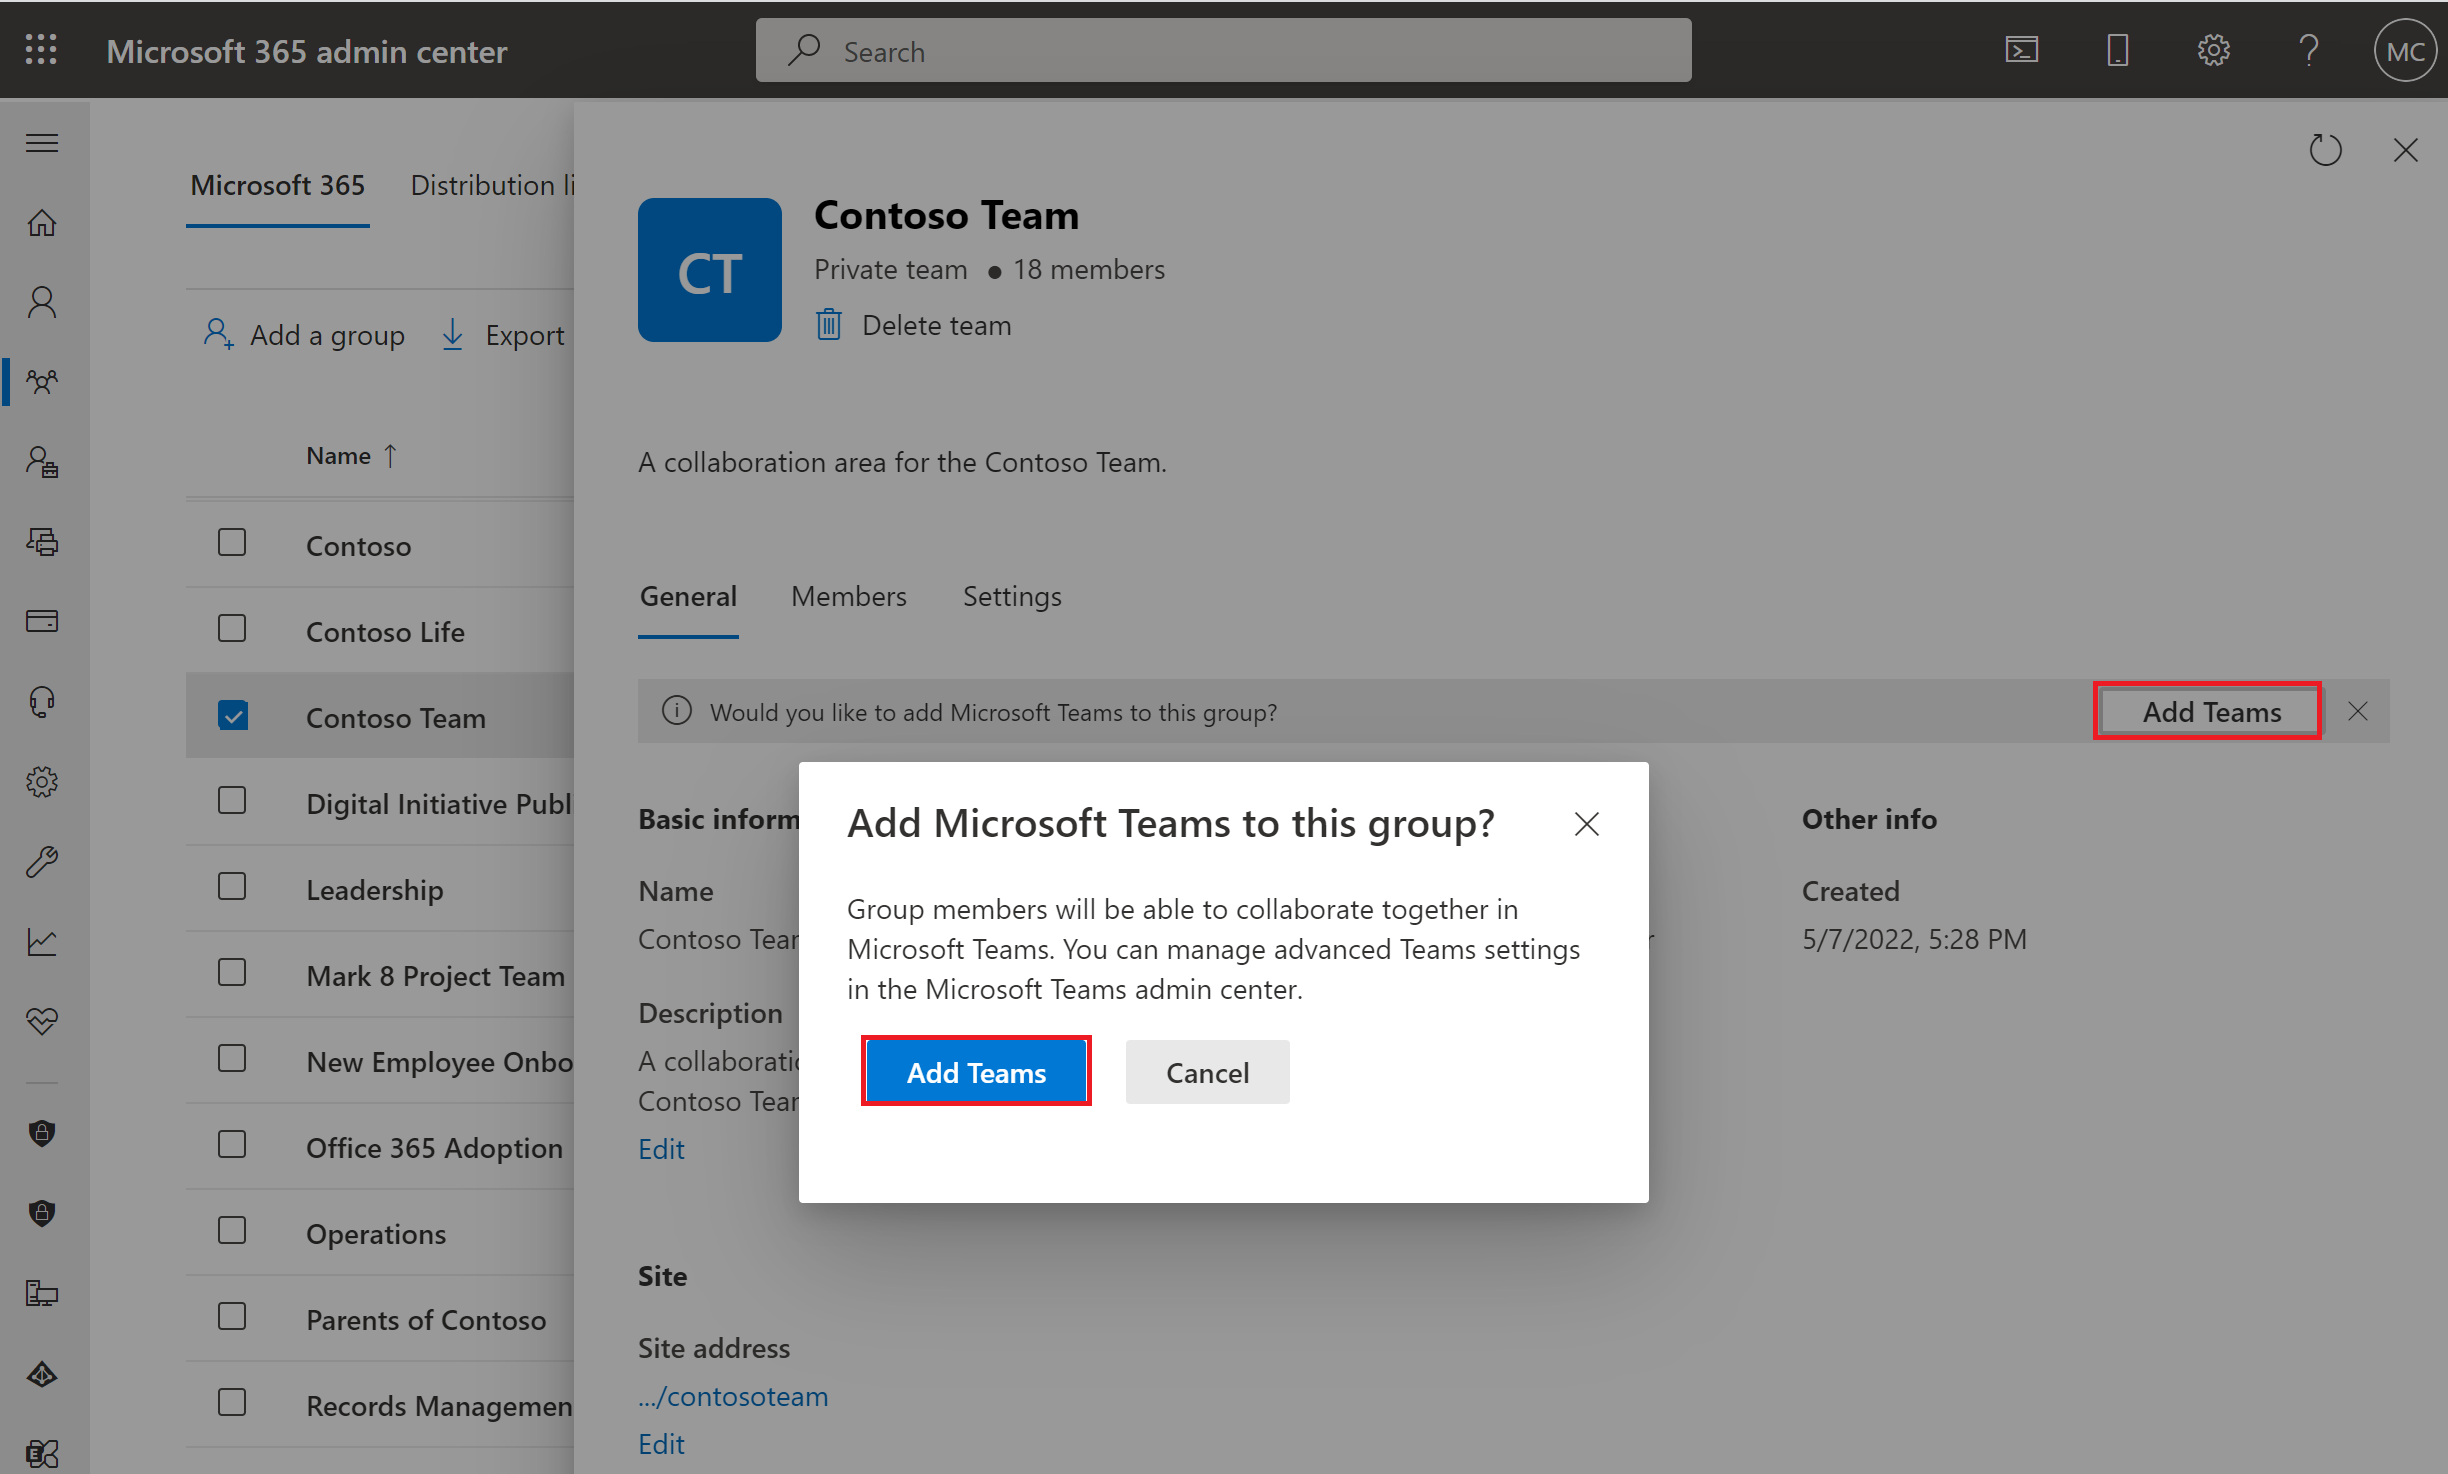 Microsoft 365 admin center
Search
MC
Microsoft 365
Distribution li
Add a group
Export
Name ↑
Contoso
Contoso Life
Contoso Team
Digital Initiative Publ
Leadership
Mark 8 Project Team
New Employee Onbo
Office 365 Adoption
Operations
Parents of Contoso
Records Managemen
CT
Contoso Team
Private team ● 18 members
Delete team
A collaboration area for the Contoso Team.
General
Members
Settings
Would you like to add Microsoft Teams to this group?
Add Teams
Basic inform
Name
Contoso Tear
Description
A collaboratic
Contoso Tear
Edit
Other info
Created
5/7/2022, 5:28 PM
Add Microsoft Teams to this group?
Group members will be able to collaborate together in
Microsoft Teams. You can manage advanced Teams settings
in the Microsoft Teams admin center.
Add Teams
Cancel
Site
Site address
.../contosoteam
Edit